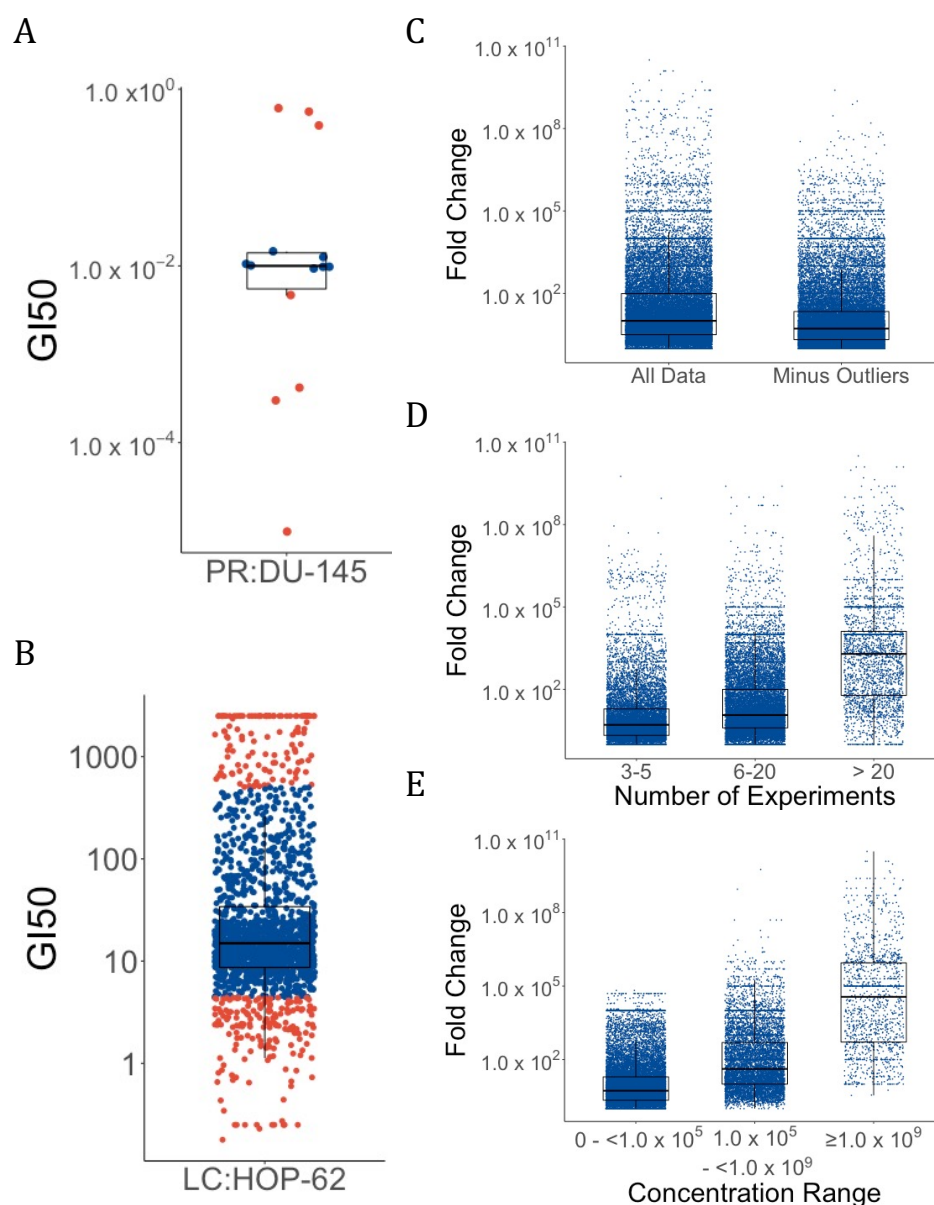 A
1.0 x10⁰
1.0 x 10⁻²
1.0 x 10⁻⁴
GI50
PR:DU-145
B
1000
100
10
1
GI50
LC:HOP-62
C
1.0 x 10¹¹
1.0 x 10⁸
1.0 x 10⁵
1.0 x 10²
Fold Change
All Data Minus Outliers
D
1.0 x 10¹¹
1.0 x 10⁸
1.0 x 10⁵
1.0 x 10²
Fold Change
3-5 6-20 > 20
Number of Experiments
E
1.0 x 10¹¹
1.0 x 10⁸
1.0 x 10⁵
1.0 x 10²
Fold Change
0 - <1.0 x 10⁵ 1.0 x 10⁵ ≥1.0 x 10⁹
- <1.0 x 10⁹
Concentration Range